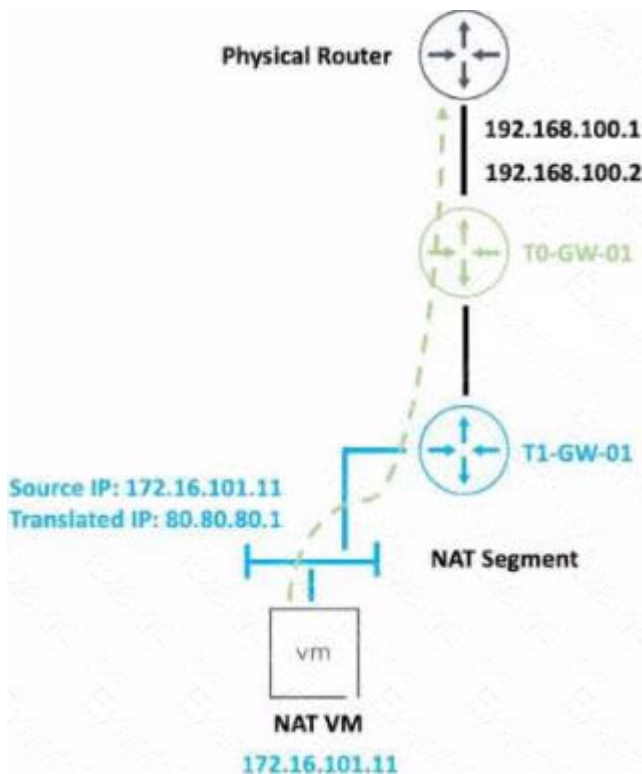 Physical Router
192.168.100.1
192.168.100.2
T0-GW-01
T1-GW-01
Source IP: 172.16.101.11
Translated IP: 80.80.80.1
NAT Segment
vm
NAT VM
172.16.101.11